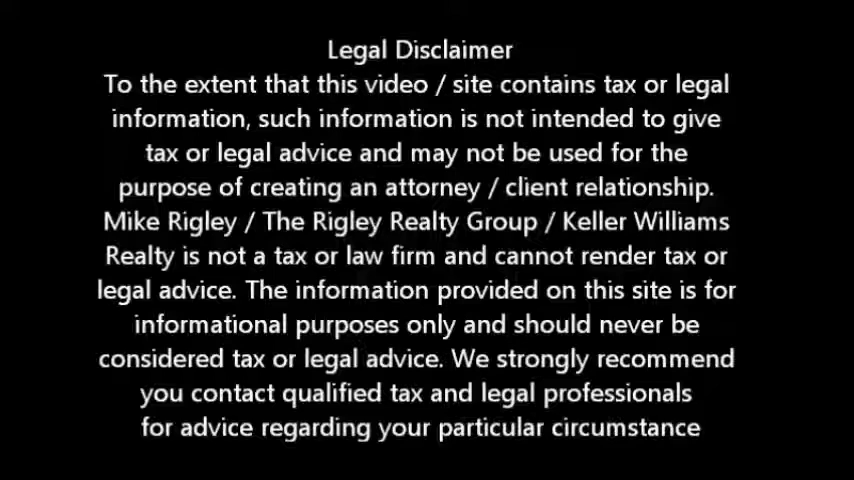 Legal Disclaimer
To the extent that this video / site contains tax or legal
information, such information is not intended to give
tax or legal advice and may not be used for the
purpose of creating an attorney / client relationship.
Mike Rigley / The Rigley Realty Group / Keller Williams
Realty is not a tax or law firm and cannot render tax or
legal advice. The information provided on this site is for
informational purposes only and should never be
considered tax or legal advice. We strongly recommend
you contact qualified tax and legal professionals
for advice regarding your particular circumstance